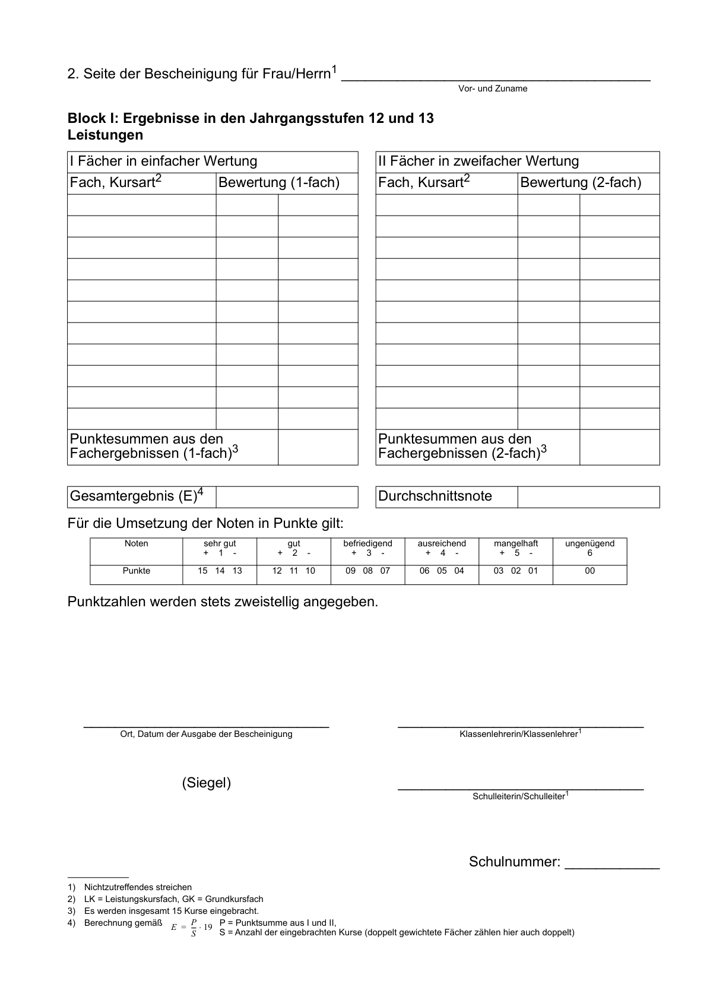 2. Seite der Bescheinigung für Frau/Herrn1 ________________________________________
Vor- und Zuname
Block I: Ergebnisse in den Jahrgangsstufen 12 und 13
Leistungen
I Fächer in einfacher Wertung
Fach, Kursart2 Bewertung (1-fach)
Punktesummen aus den
Fachergebnissen (1-fach)3
II Fächer in zweifacher Wertung
Fach, Kursart2 Bewertung (2-fach)
Punktesummen aus den
Fachergebnissen (2-fach)3
Gesamtergebnis (E)4
Durchschnittsnote
Für die Umsetzung der Noten in Punkte gilt:
Noten sehr gut gut befriedigend ausreichend mangelhaft ungenügend
+ 1 - + 2 - + 3 - + 4 - + 5 - 6
Punkte 15 14 13 12 11 10 09 08 07 06 05 04 03 02 01 00
Punktzahlen werden stets zweistellig angegeben.
Ort, Datum der Ausgabe der Bescheinigung
Klassenlehrerin/Klassenlehrer1
(Siegel)
Schulleiterin/Schulleiter1
Schulnummer: ____________
1) Nichtzutreffendes streichen
2) LK = Leistungskursfach, GK = Grundkursfach
3) Es werden insgesamt 15 Kurse eingebracht.
4) Berechnung gemäß E = P/S · 19 P = Punktsumme aus I und II,
S = Anzahl der eingebrachten Kurse (doppelt gewichtete Fächer zählen hier auch doppelt)